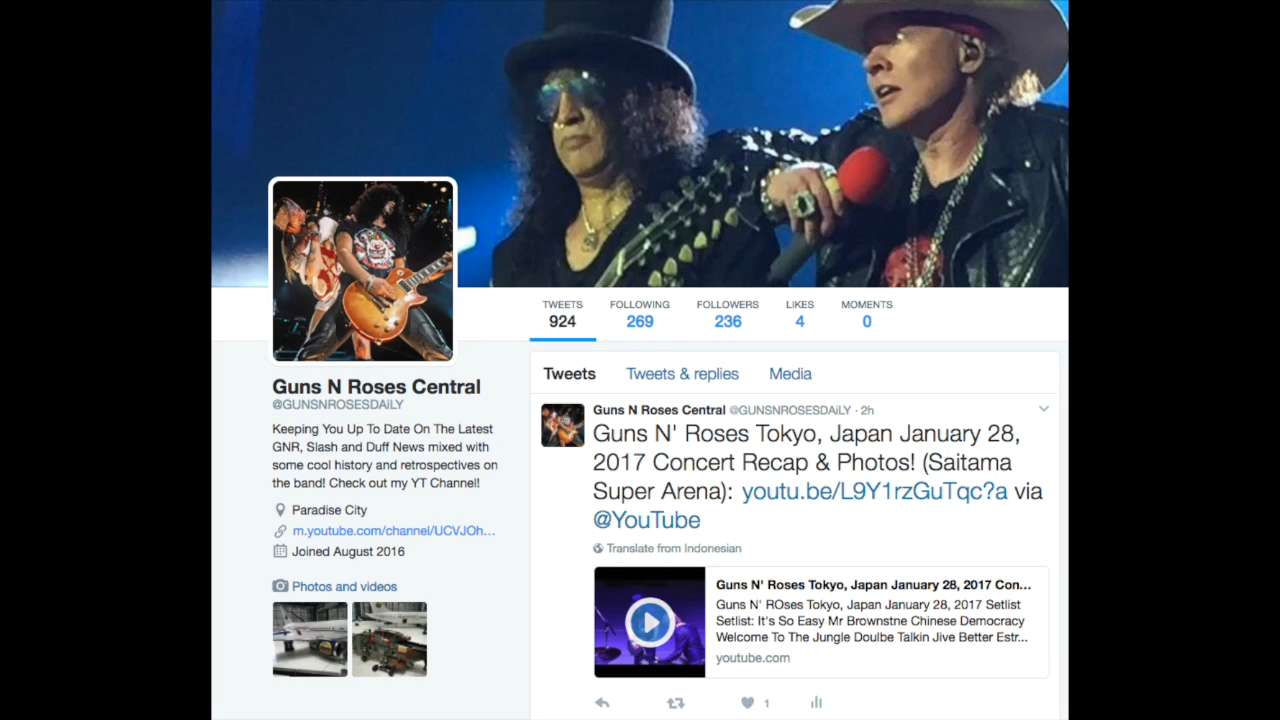 TWEETS FOLLOWING FOLLOWERS LIKES MOMENTS
924 269 236 4 0
Guns N Roses Central
@GUNSNROSESDAiLY
Keeping You Up To Date On The Latest
GNR, Slash and Duff News mixed with
some cool history and retrospectives on
the band! Check out my YT Channel!
Paradise City
m.youtube.com/channel/UCVJOh…
Joined August 2016
Photos and videos
Tweets Tweets & replies Media
Guns N Roses Central @GUNSNROSESDAiLY · 2h
Guns N' Roses Tokyo, Japan January 28,
2017 Concert Recap & Photos! (Saitama
Super Arena): youtu.be/L9Y1rzGuTqc?a via
@YouTube
Translate from Indonesian
Guns N' Roses Tokyo, Japan January 28, 2017 Con...
Guns N' ROses Tokyo, Japan January 28, 2017 Setlist
Setlist: It's So Easy Mr Brownstne Chinese Democracy
Welcome To The Jungle Doulbe Talkin Jive Better Estr...
youtube.com
1